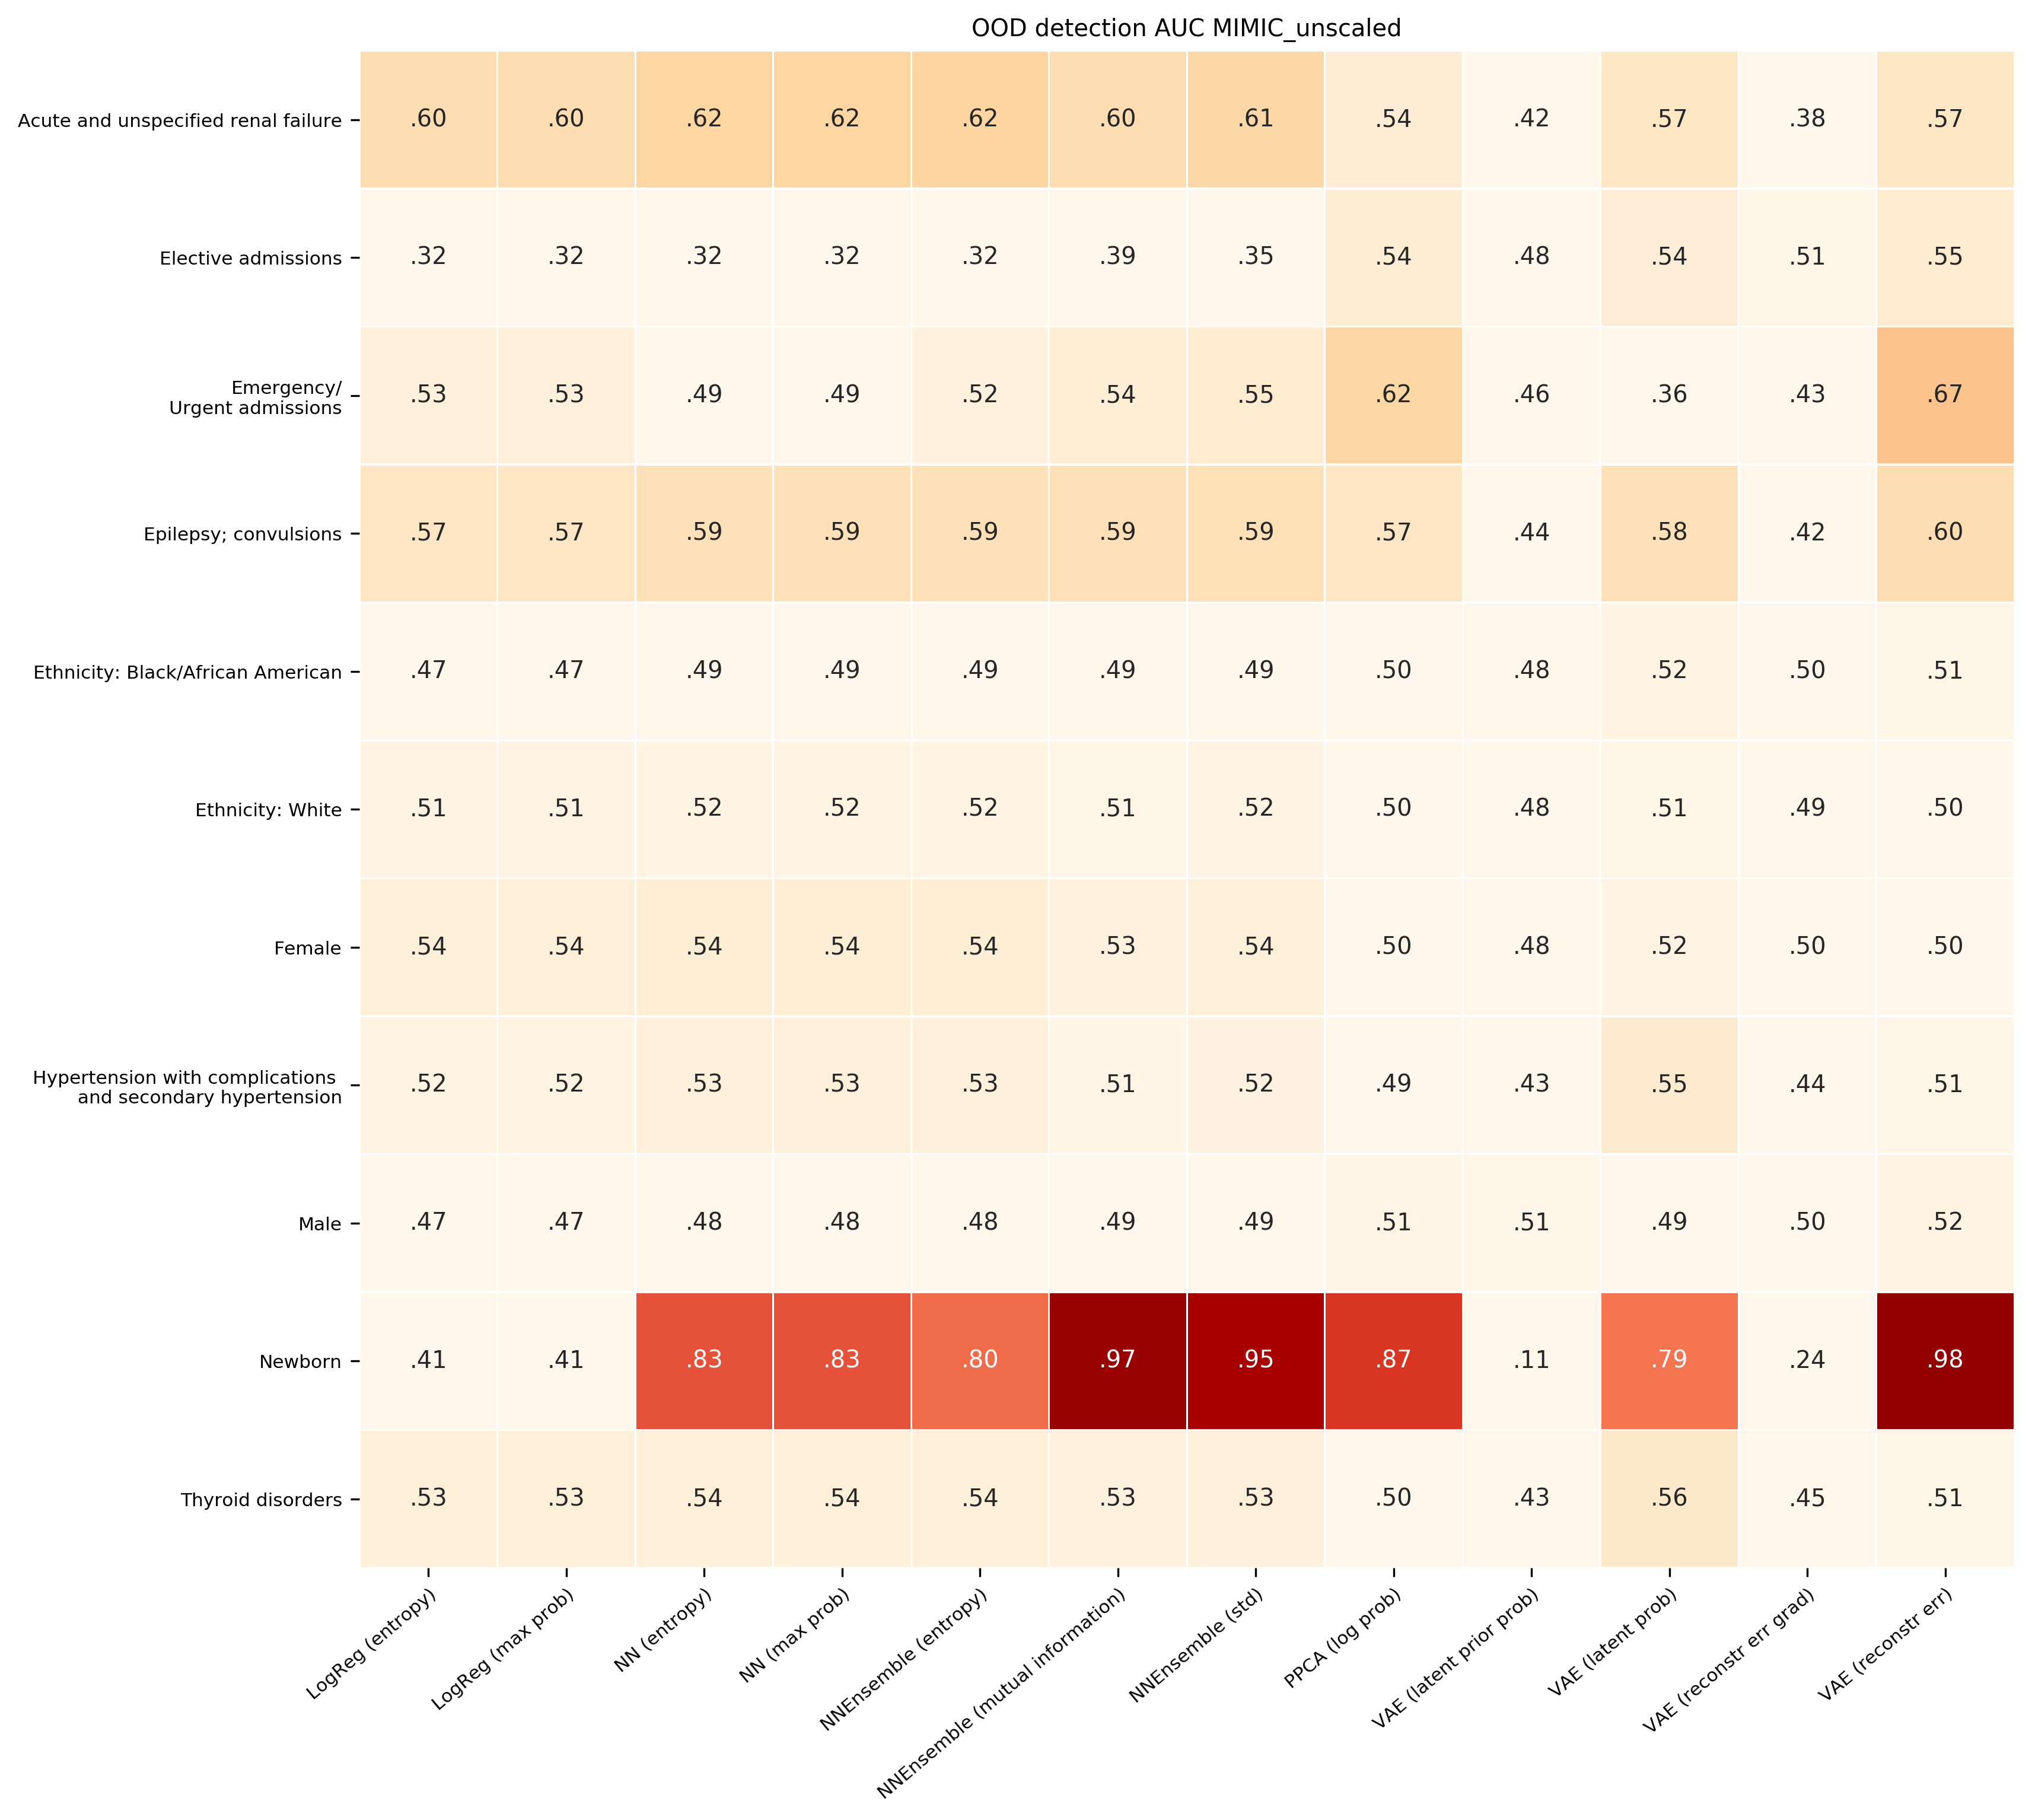 OOD detection AUC MIMIC_unscaled
Acute and unspecified renal failure .60 .60 .62 .62 .62 .60 .61 .54 .42 .57 .38 .57
Elective admissions .32 .32 .32 .32 .32 .39 .35 .54 .48 .54 .51 .55
Emergency/
Urgent admissions .53 .53 .49 .49 .52 .54 .55 .62 .46 .36 .43 .67
Epilepsy; convulsions .57 .57 .59 .59 .59 .59 .59 .57 .44 .58 .42 .60
Ethnicity: Black/African American .47 .47 .49 .49 .49 .49 .49 .50 .48 .52 .50 .51
Ethnicity: White .51 .51 .52 .52 .52 .51 .52 .50 .48 .51 .49 .50
Female .54 .54 .54 .54 .54 .53 .54 .50 .48 .52 .50 .50
Hypertension with complications
and secondary hypertension .52 .52 .53 .53 .53 .51 .52 .49 .43 .55 .44 .51
Male .47 .47 .48 .48 .48 .49 .49 .51 .51 .49 .50 .52
Newborn .41 .41 .83 .83 .80 .97 .95 .87 .11 .79 .24 .98
Thyroid disorders .53 .53 .54 .54 .54 .53 .53 .50 .43 .56 .45 .51
LogReg (entropy)
LogReg (max prob)
NN (entropy)
NN (max prob)
NNEnsemble (entropy)
NNEnsemble (mutual information)
NNEnsemble (std)
PPCA (log prob)
VAE (latent prior prob)
VAE (latent prob)
VAE (reconstr err grad)
VAE (reconstr err)